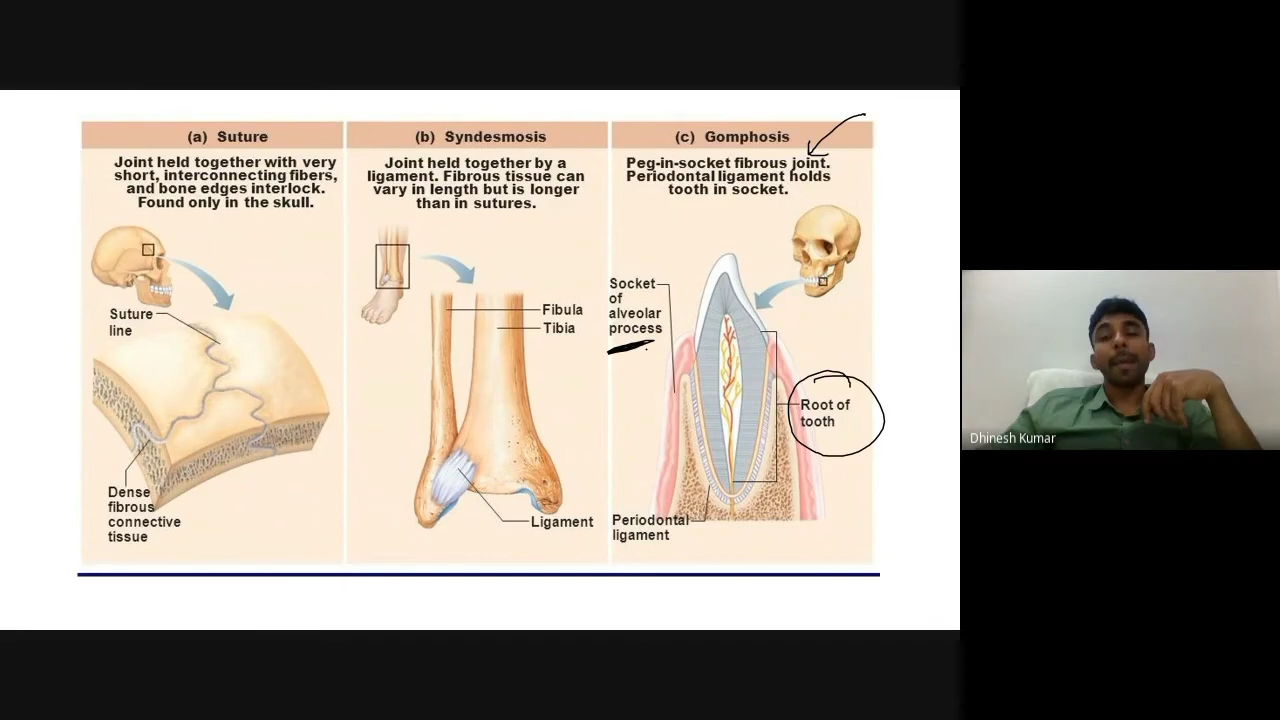 (a) Suture
Joint held together with very
short, interconnecting fibers,
and bone edges interlock.
Found only in the skull.
Suture
line
Dense
fibrous
connective
tissue
(b) Syndesmosis
Joint held together by a
ligament. Fibrous tissue can
vary in length but is longer
than in sutures.
Fibula
Tibia
Ligament
(c) Gomphosis
Peg-in-socket fibrous joint.
Periodontal ligament holds
tooth in socket.
Socket
of
alveolar
process
Root of
tooth
Periodontal
ligament
Dhinesh Kumar